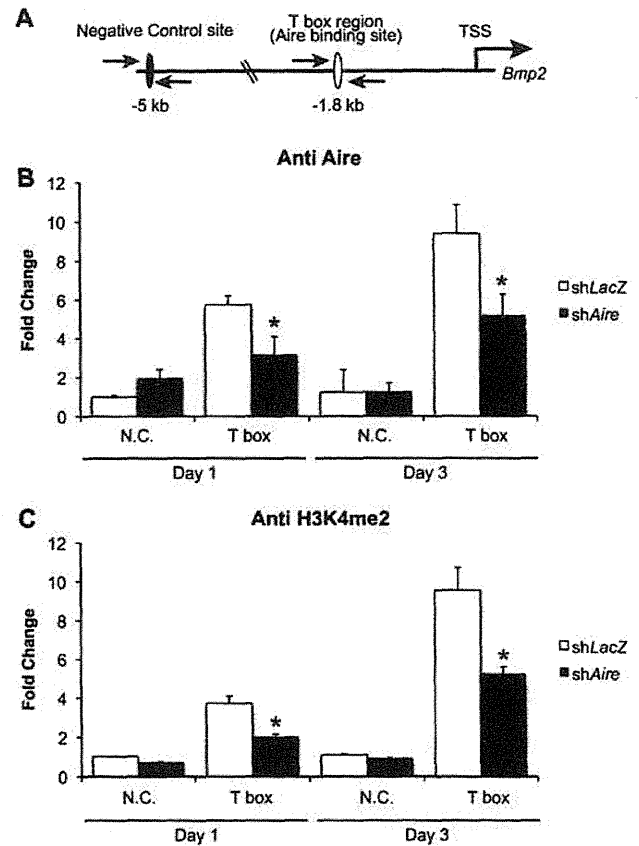 A
Negative Control site
T box region
(Aire binding site)
TSS
Bmp2
-5 kb
-1.8 kb
B
Anti Aire
Fold Change
12
10
8
6
4
2
0
*
*
shLacZ
shAire
N.C.
T box
N.C.
T box
Day 1
Day 3
C
Anti H3K4me2
Fold Change
12
10
8
6
4
2
0
*
*
shLacZ
shAire
N.C.
T box
N.C.
T box
Day 1
Day 3